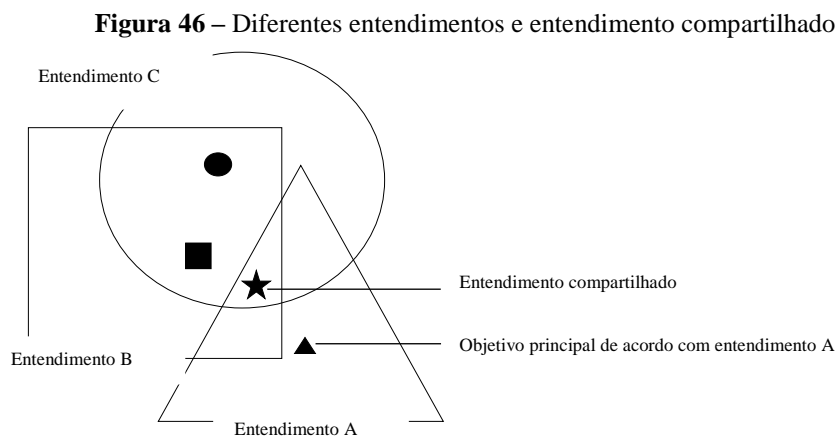 Figura 46 – Diferentes entendimentos e entendimento compartilhado
Entendimento C
Entendimento compartilhado
Objetivo principal de acordo com entendimento A
Entendimento B
Entendimento A